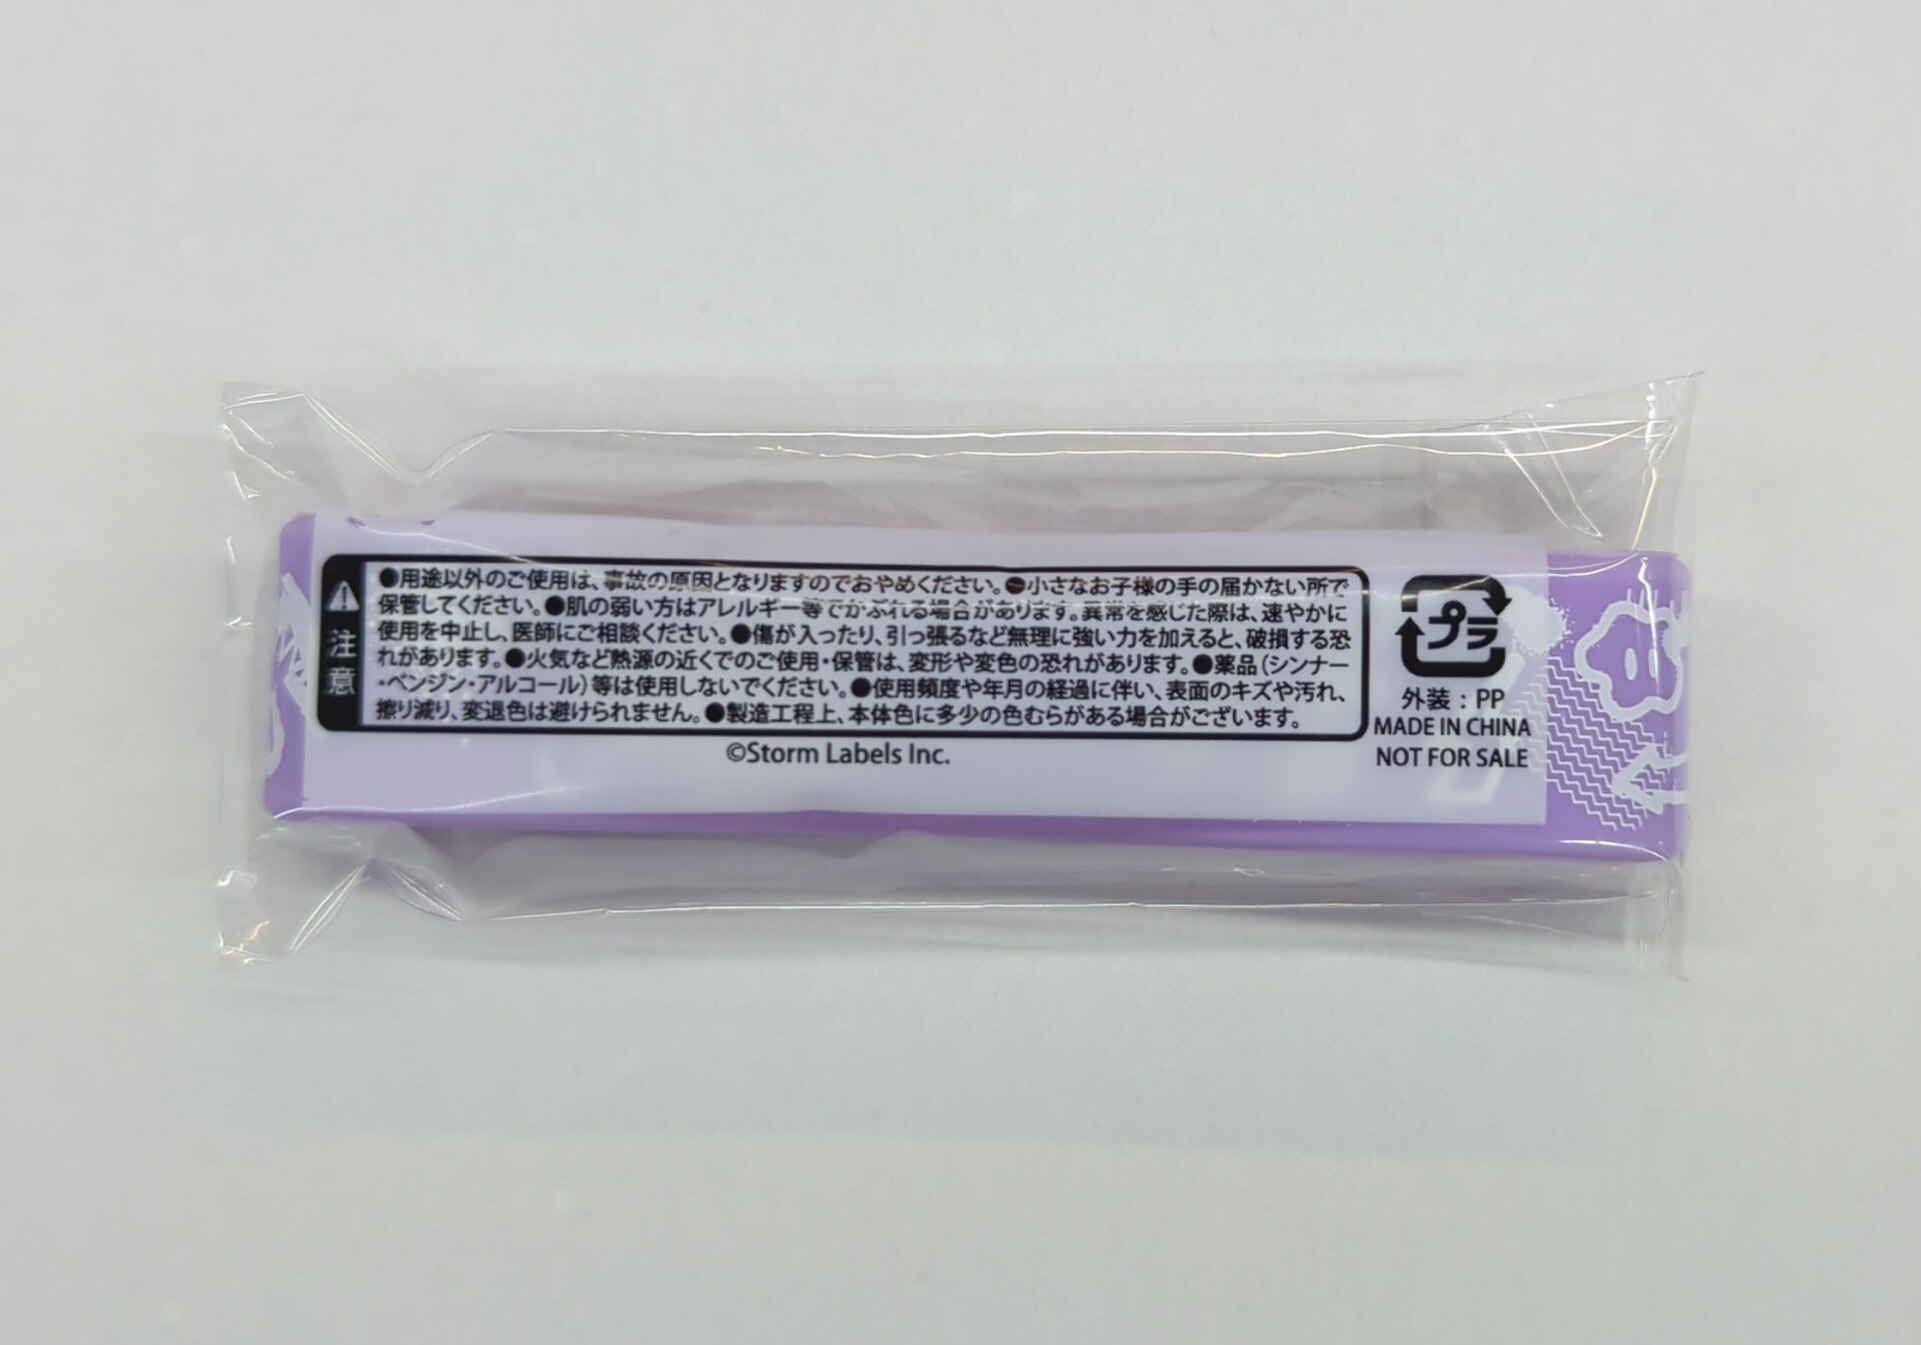 注意
●用途以外のご使用は、事故の原因となりますのでおやめください。●小さなお子様の手の届かない所で
保管してください。●肌の弱い方はアレルギー等でかぶれる場合があります。異常を感じた際は、速やかに
使用を中止し、医師にご相談ください。●傷が入ったり、引っ張るなど無理に強い力を加えると、破損する恐
れがあります。●火気など熱源の近くでのご使用・保管は、変形や変色の恐れがあります。●薬品(シンナー
・ベンジン・アルコール)等は使用しないでください。●使用頻度や年月の経過に伴い、表面のキズや汚れ、
擦り減り、変退色は避けられません。●製造工程上、本体色に多少の色むらがある場合がございます。
©Storm Labels Inc.
プラ
外装:PP
MADE IN CHINA
NOT FOR SALE